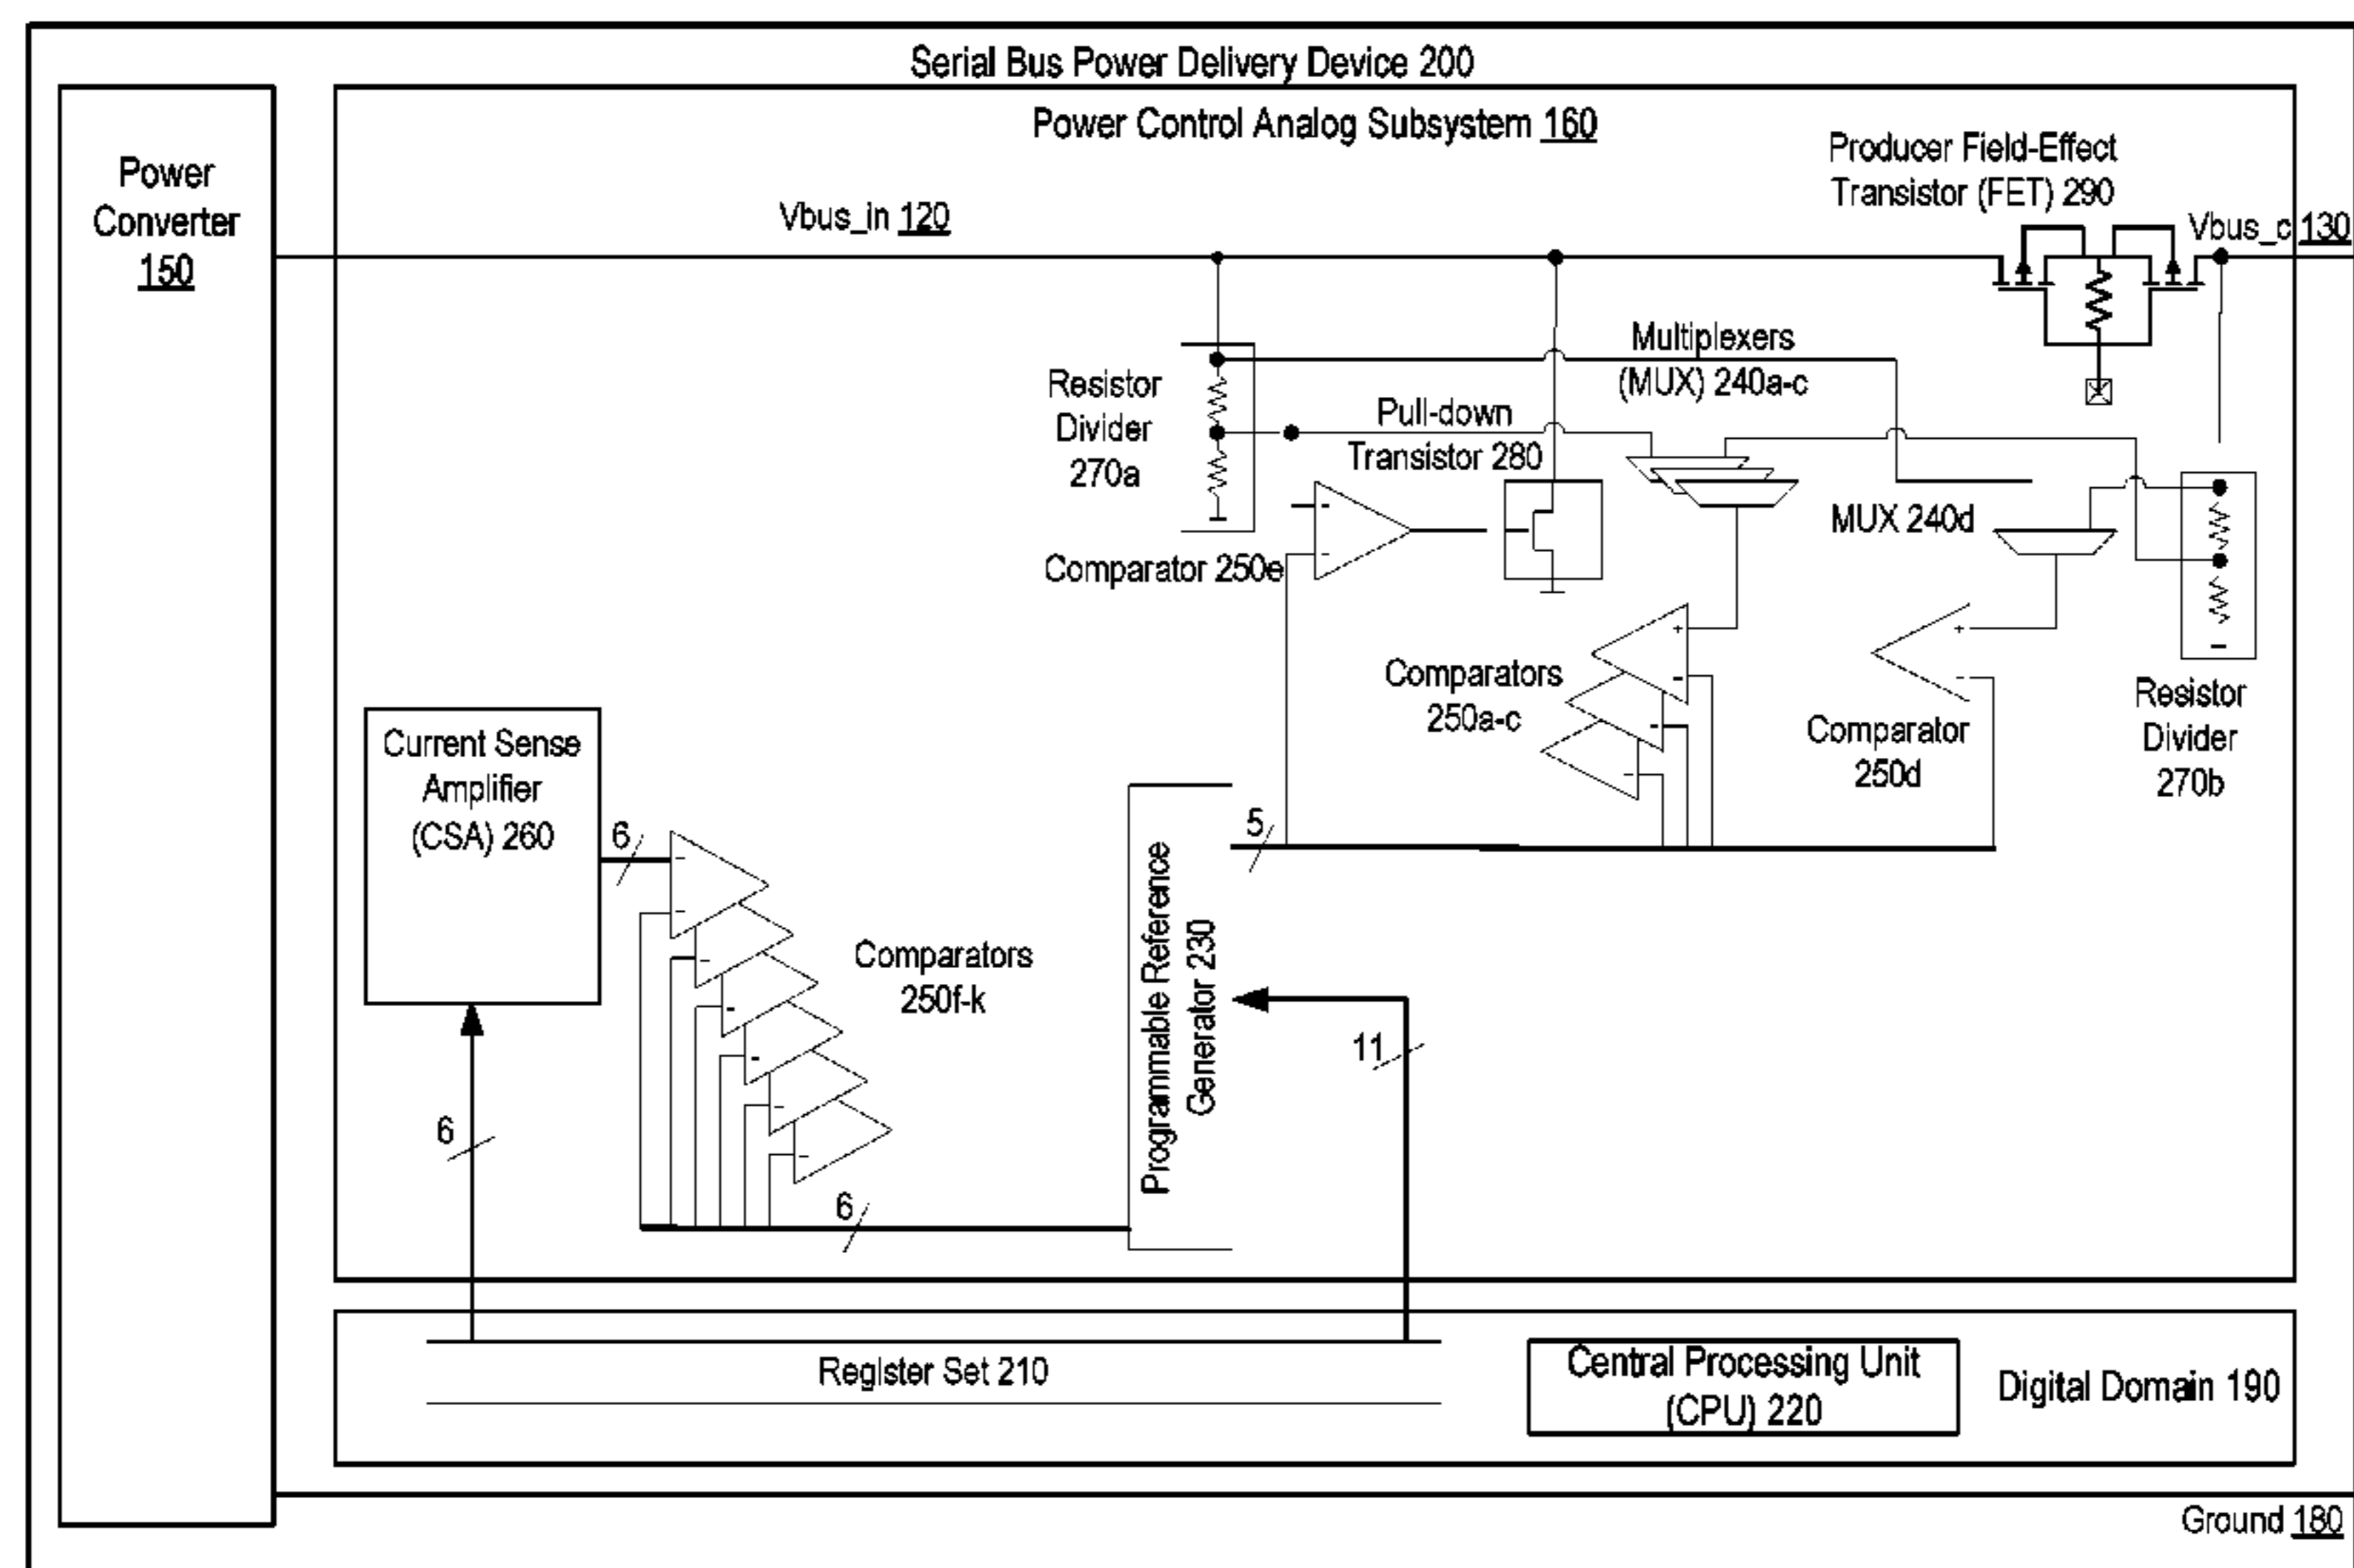 Serial Bus Power Delivery Device 200
Power Control Analog Subsystem 160
Power
Converter
150
Vbus_in 120
Producer Field-Effect
Transistor (FET) 290
Vbus_c 130
Multiplexers
(MUX) 240a-c
Resistor
Divider
270a
Pull-down
Transistor 280
MUX 240d
Comparator 250e
Comparators
250a-c
Comparator
250d
Resistor
Divider
270b
Current Sense
Amplifier
(CSA) 260
6
5
Comparators
250f-k
Programmable Reference
Generator 230
11
6
6
Register Set 210
Central Processing Unit
(CPU) 220
Digital Domain 190
Ground 180